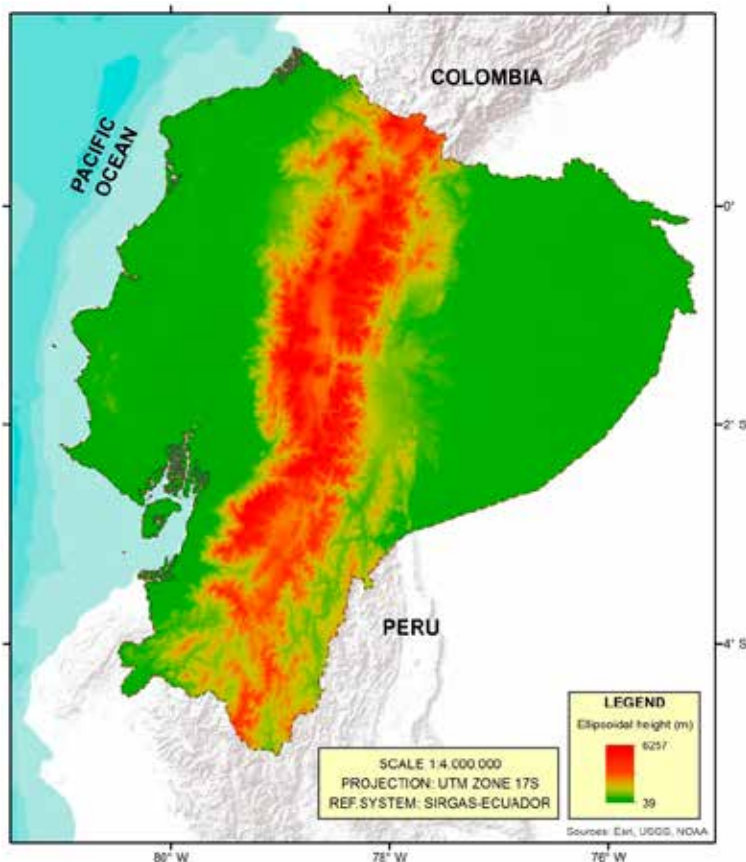 COLOMBIA
PACIFIC
OCEAN
0°
2° S
PERU
4° S
LEGEND
Ellipsoidal height (m)
6257
39
SCALE 1:4.000.000
PROJECTION: UTM ZONE 17S
REF.SYSTEM: SIRGAS-ECUADOR
Sources: Esri, USGS, NOAA
80° W
78° W
76° W